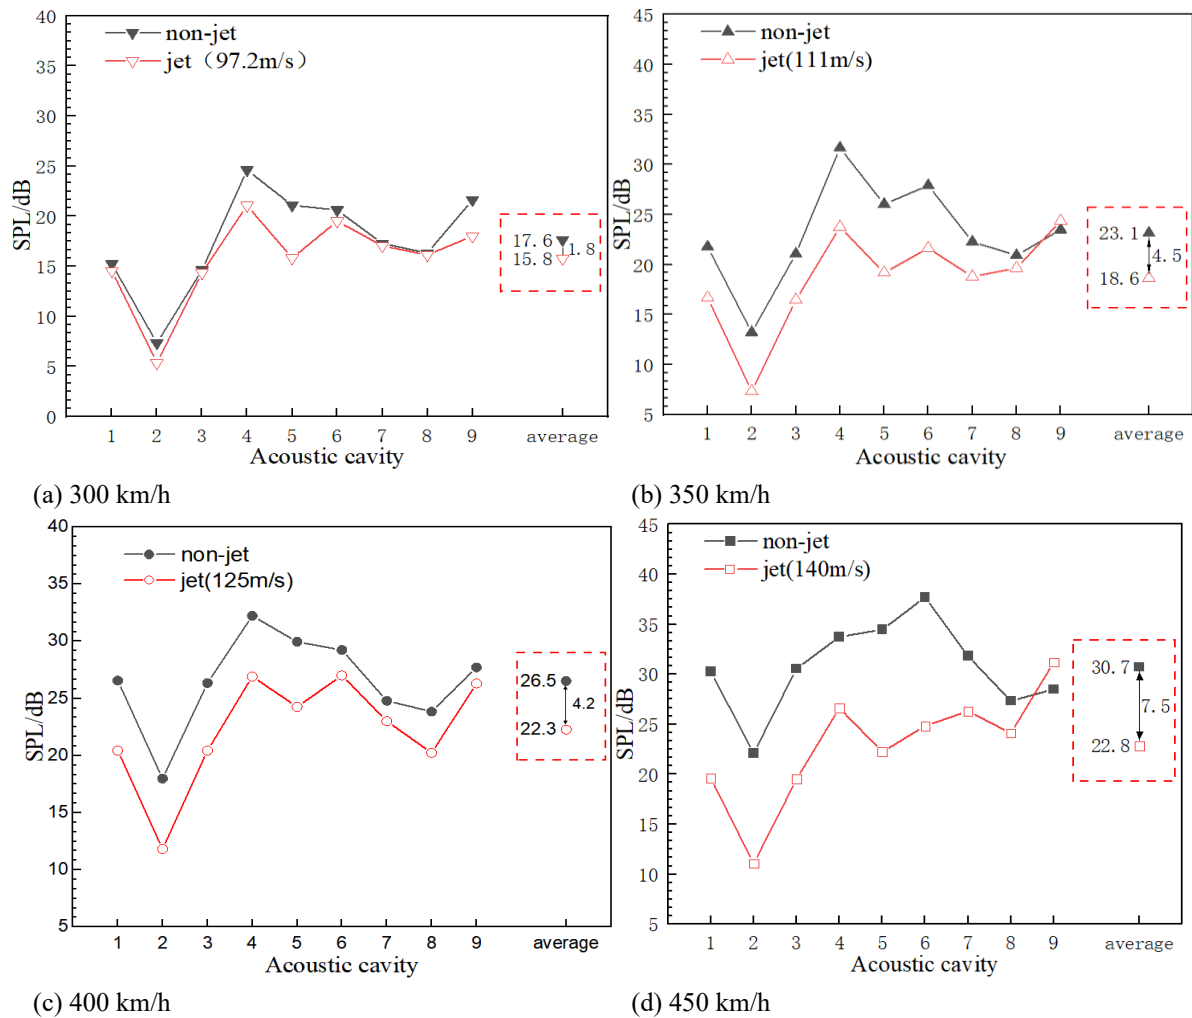 40
35
30
25
20
15
10
5
0
SPL/dB
non-jet
jet（97.2m/s）
17.6
15.8
1.8
1 2 3 4 5 6 7 8 9 average
Acoustic cavity
(a) 300 km/h
45
40
35
30
25
20
15
10
5
SPL/dB
non-jet
jet(111m/s)
23.1
4.5
18.6
1 2 3 4 5 6 7 8 9 average
Acoustic cavity
(b) 350 km/h
40
35
30
25
20
15
10
5
SPL/dB
non-jet
jet(125m/s)
26.5
4.2
22.3
1 2 3 4 5 6 7 8 9 average
Acoustic cavity
(c) 400 km/h
45
40
35
30
25
20
15
10
5
SPL/dB
non-jet
jet(140m/s)
30.7
7.5
22.8
1 2 3 4 5 6 7 8 9 average
Acoustic cavity
(d) 450 km/h